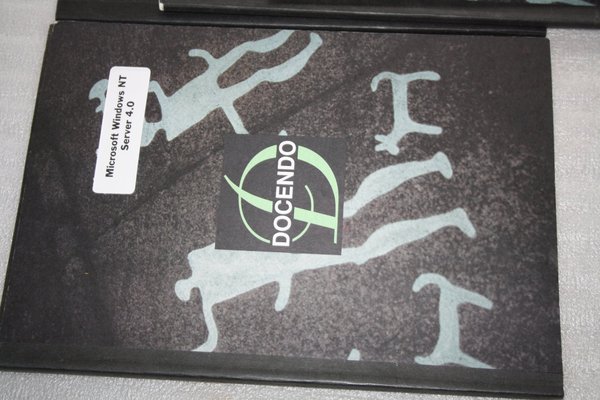 Microsoft Windows NT
Server 4.0
DOCENDO